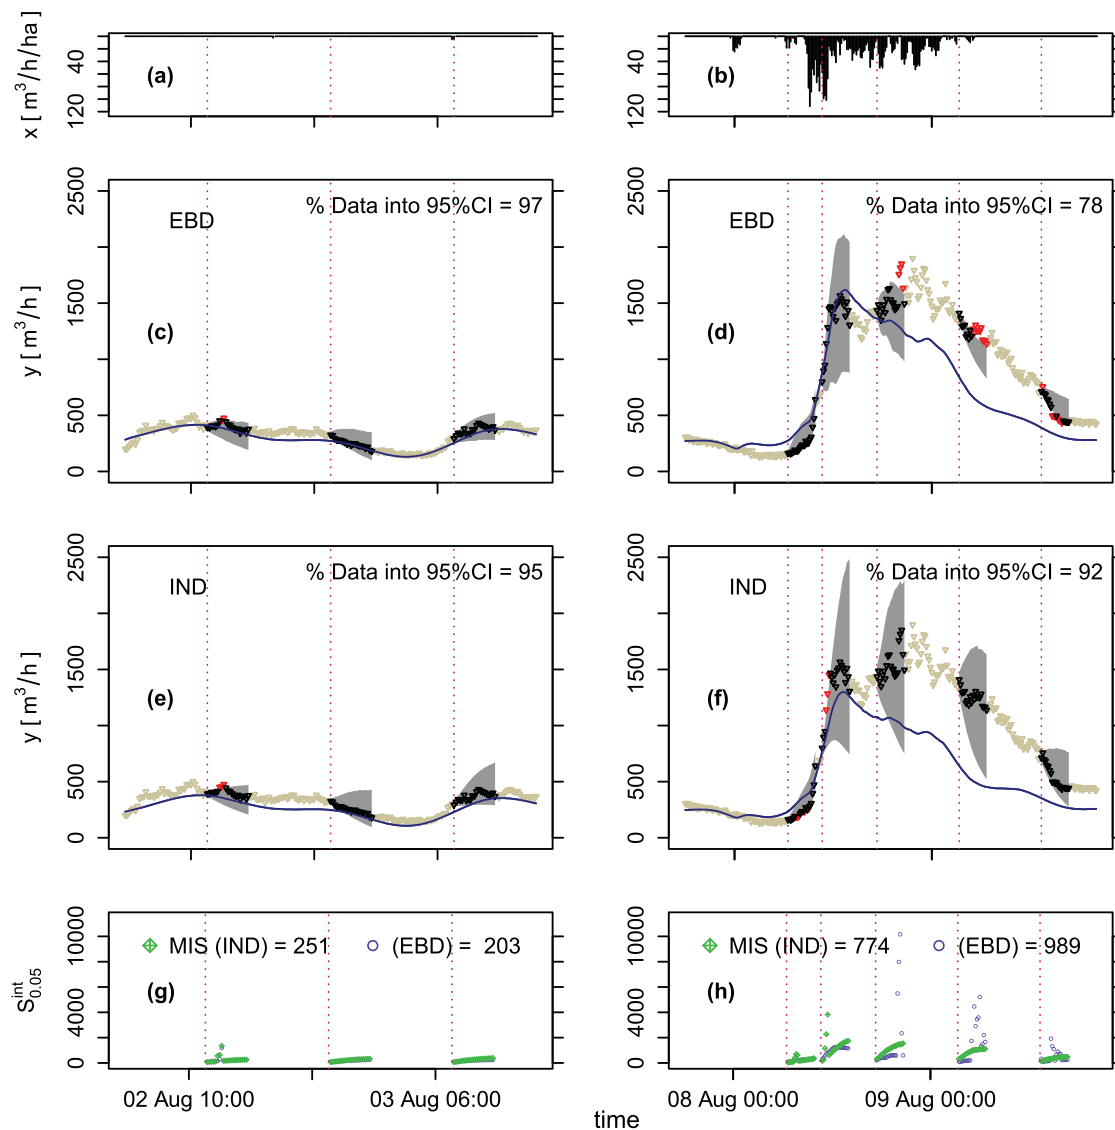 x [ m³/h/ha]
40
120
(a)
40
120
(b)
y [ m³/h ]
2500
1500
500
0
EBD
% Data into 95%CI = 97
(c)
2500
1500
500
0
EBD
% Data into 95%CI = 78
(d)
y [ m³/h ]
2500
1500
500
0
IND
% Data into 95%CI = 95
(e)
2500
1500
500
0
IND
% Data into 95%CI = 92
(f)
S int 0.05
10000
4000
0
MIS (IND) = 251 (EBD) = 203
(g)
10000
4000
0
MIS (IND) = 774 (EBD) = 989
(h)
02 Aug 10:00 03 Aug 06:00
08 Aug 00:00 09 Aug 00:00
time